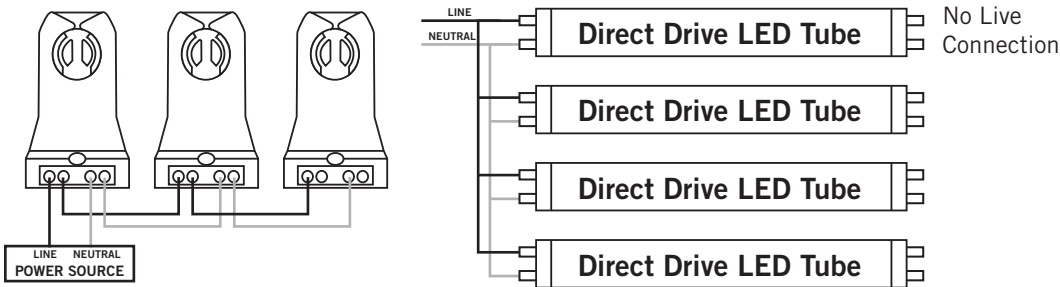 LINE
NEUTRAL
Direct Drive LED Tube
No Live
Connection
Direct Drive LED Tube
Direct Drive LED Tube
Direct Drive LED Tube
LINE NEUTRAL
POWER SOURCE